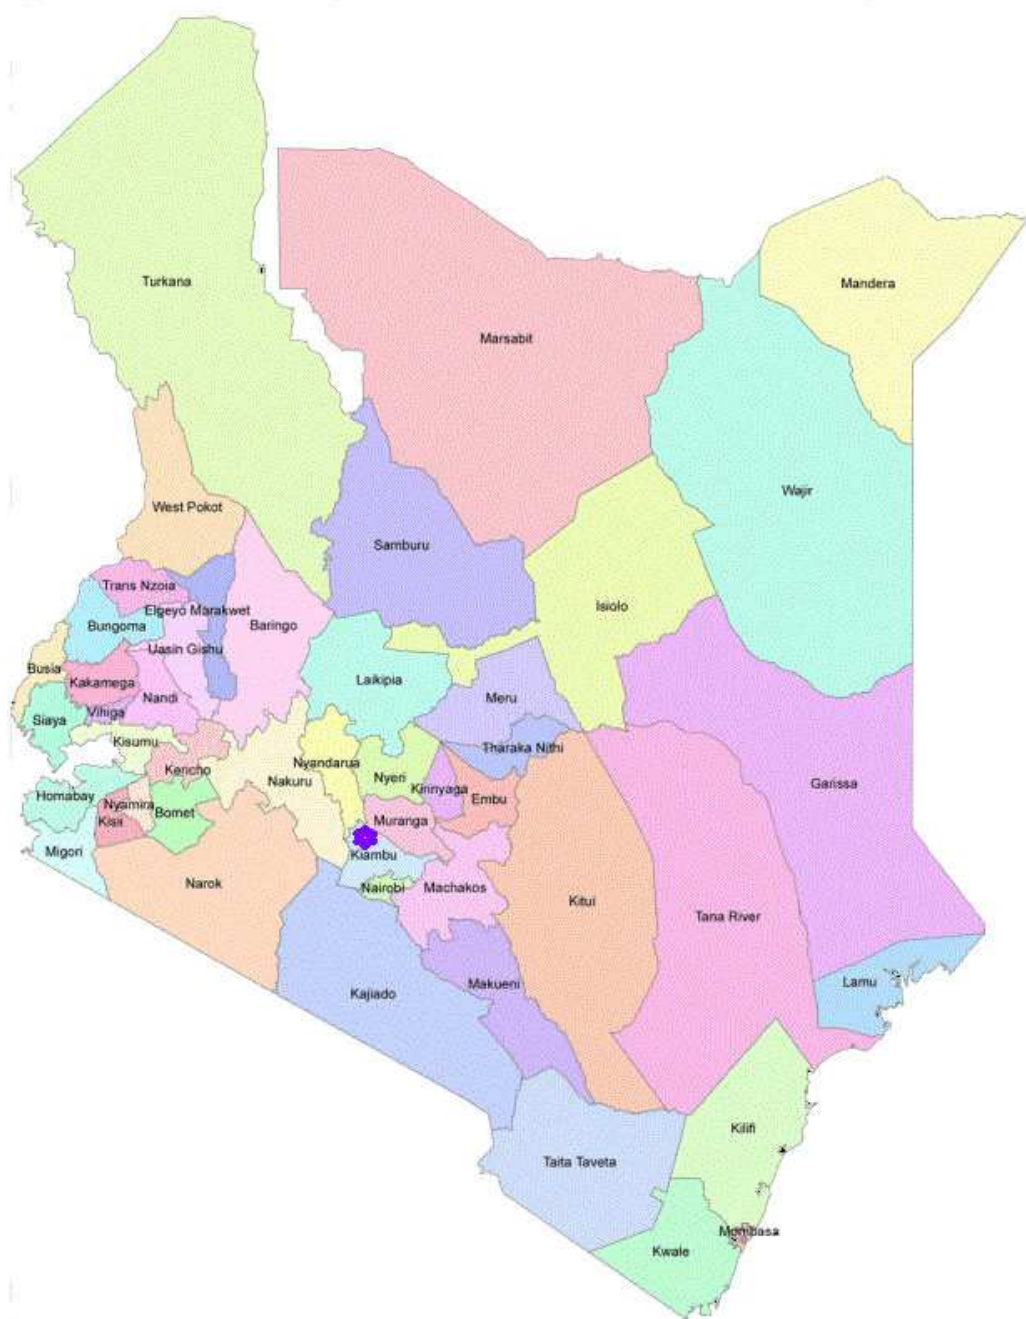 Turkana
Mandera
Marsabit
Wajir
West Pokot
Samburu
Trans Nzoia
Elgeyo Marakwet
Isiolo
Bungoma
Baringo
Uasin Gishu
Busia
Kakamega
Laikipia
Nandi
Meru
Vihiga
Siaya
Kisumu
Tharaka Nithi
Kericho
Nyandarua
Nakuru
Nyeri
Garissa
Kirinyaga
Homabay
Nyamira
Bomet
Embu
Kisii
Muranga
Migori
Kiambu
Narok
Nairobi
Machakos
Kitui
Tana River
Makueni
Lamu
Kajiado
Kilifi
Taita Taveta
Mombasa
Kwale